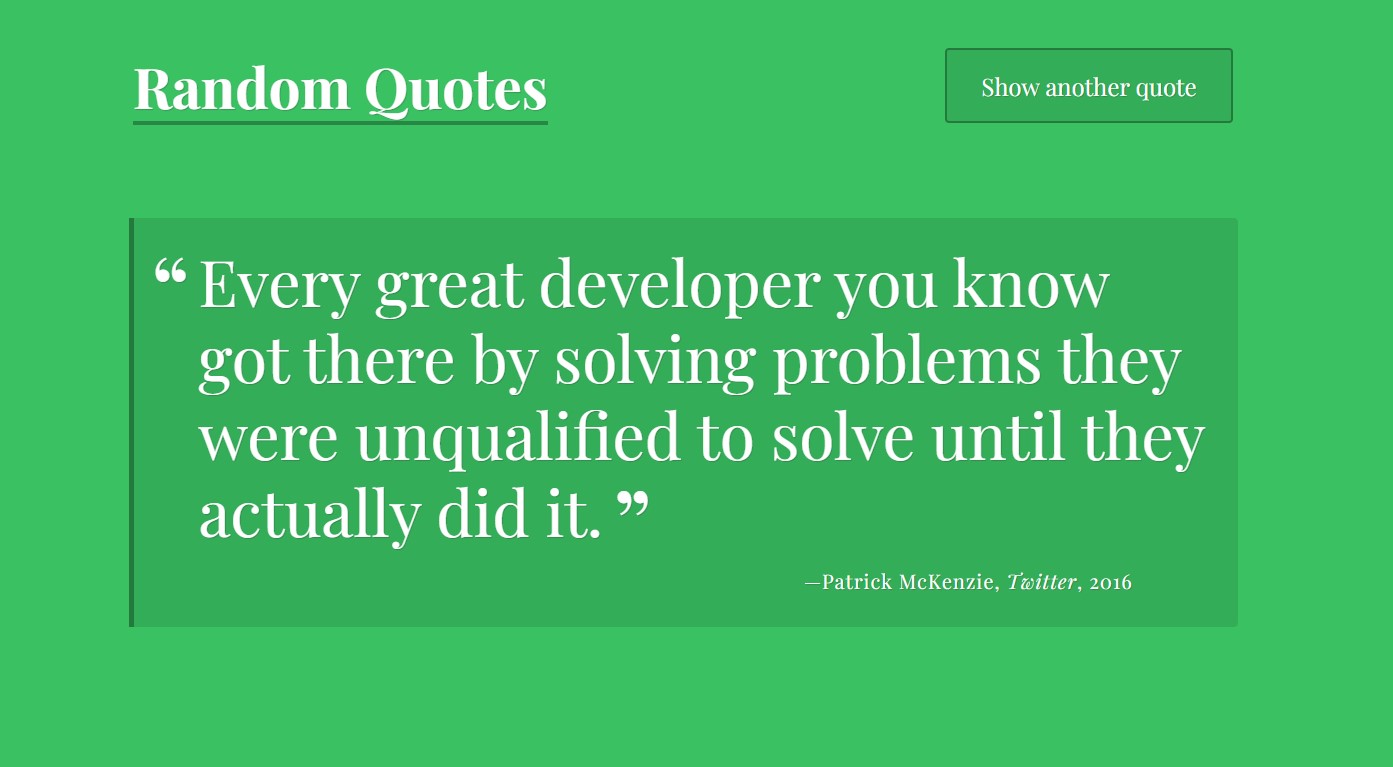 Random Quotes
Show another quote
“ Every great developer you know
got there by solving problems they
were unqualified to solve until they
actually did it. ”
—Patrick McKenzie, Twitter, 2016